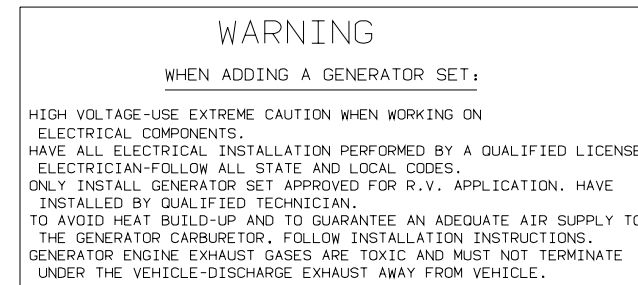 WARNING
WHEN ADDING A GENERATOR SET:
HIGH VOLTAGE-USE EXTREME CAUTION WHEN WORKING ON
ELECTRICAL COMPONENTS.
HAVE ALL ELECTRICAL INSTALLATION PERFORMED BY A QUALIFIED LICENSE
ELECTRICIAN-FOLLOW ALL STATE AND LOCAL CODES.
ONLY INSTALL GENERATOR SET APPROVED FOR R.V. APPLICATION. HAVE
INSTALLED BY QUALIFIED TECHNICIAN.
TO AVOID HEAT BUILD-UP AND TO GUARANTEE AN ADEQUATE AIR SUPPLY TO
THE GENERATOR CARBURETOR, FOLLOW INSTALLATION INSTRUCTIONS.
GENERATOR ENGINE EXHAUST GASES ARE TOXIC AND MUST NOT TERMINATE
UNDER THE VEHICLE-DISCHARGE EXHAUST AWAY FROM VEHICLE.